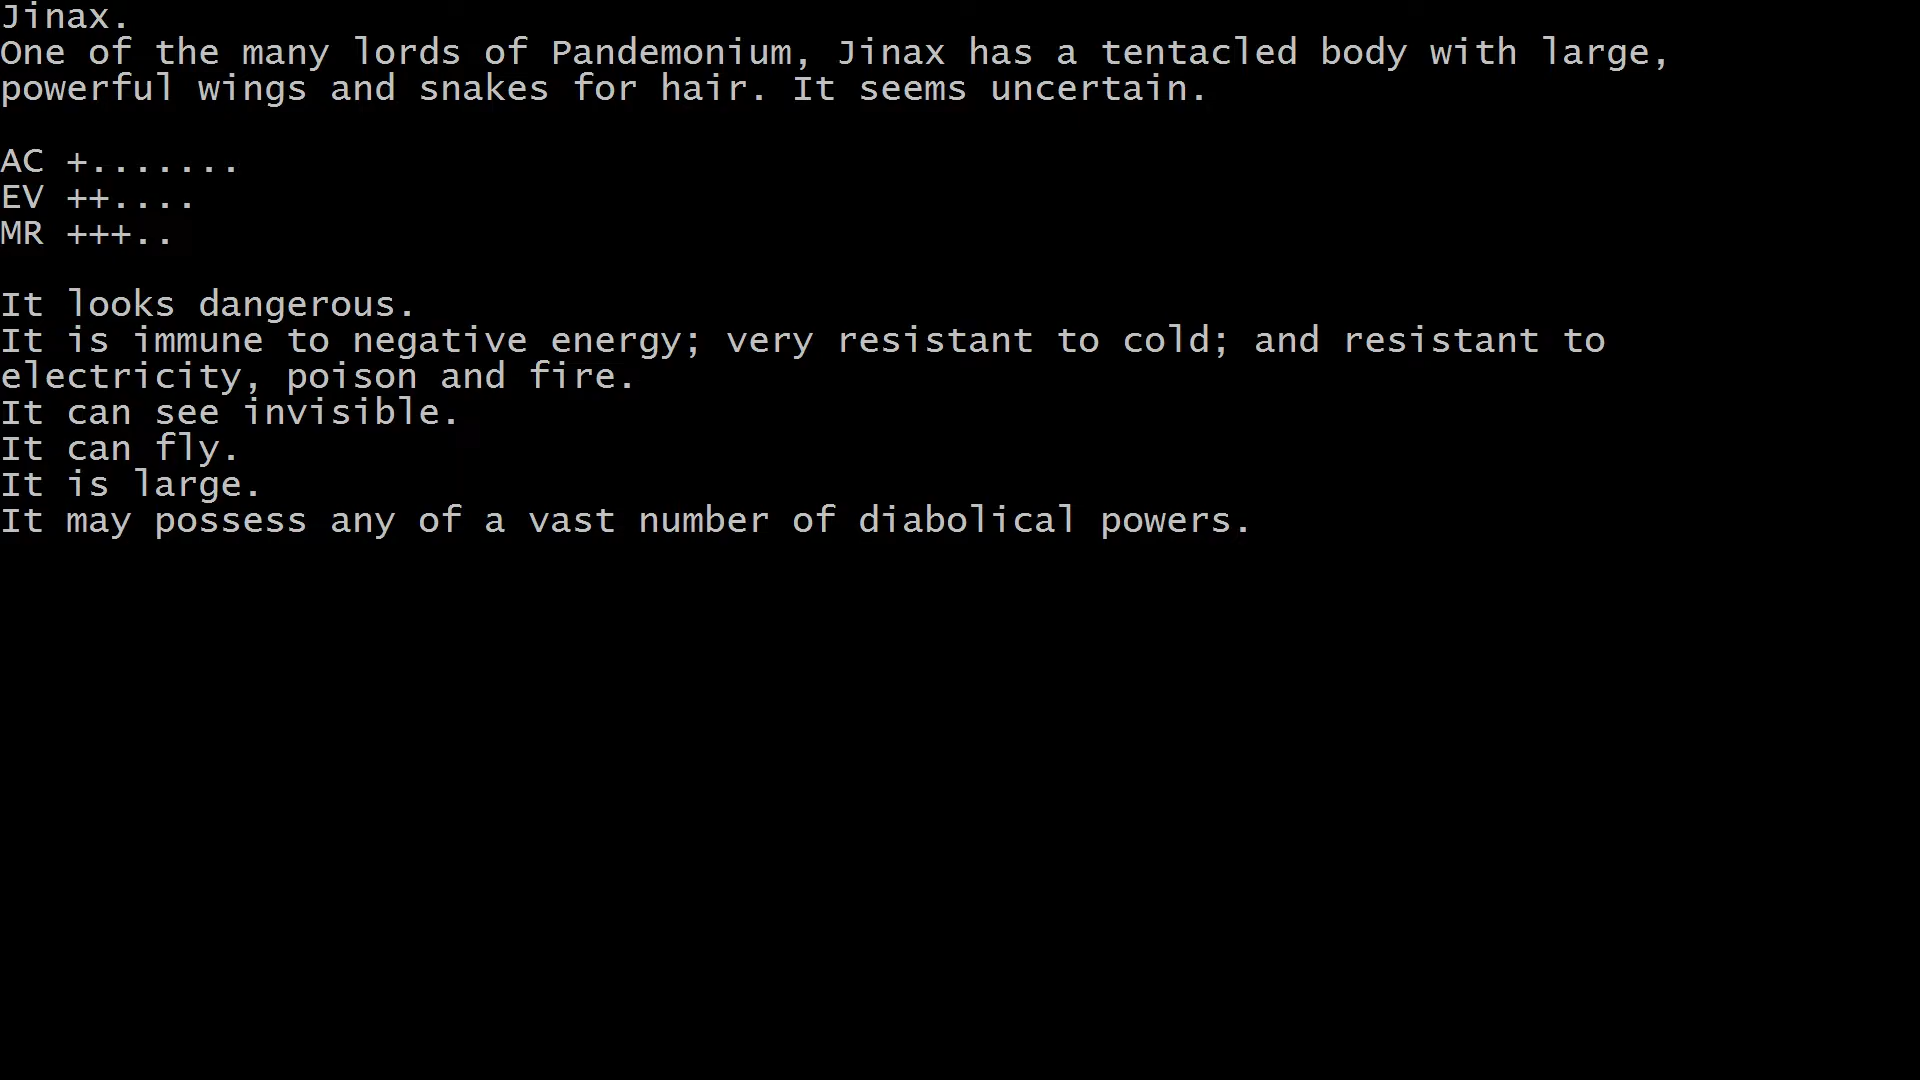 Jinax.
One of the many lords of Pandemonium, Jinax has a tentacled body with large,
powerful wings and snakes for hair. It seems uncertain.
AC +.......
EV ++....
MR +++..
It looks dangerous.
It is immune to negative energy; very resistant to cold; and resistant to
electricity, poison and fire.
It can see invisible.
It can fly.
It is large.
It may possess any of a vast number of diabolical powers.